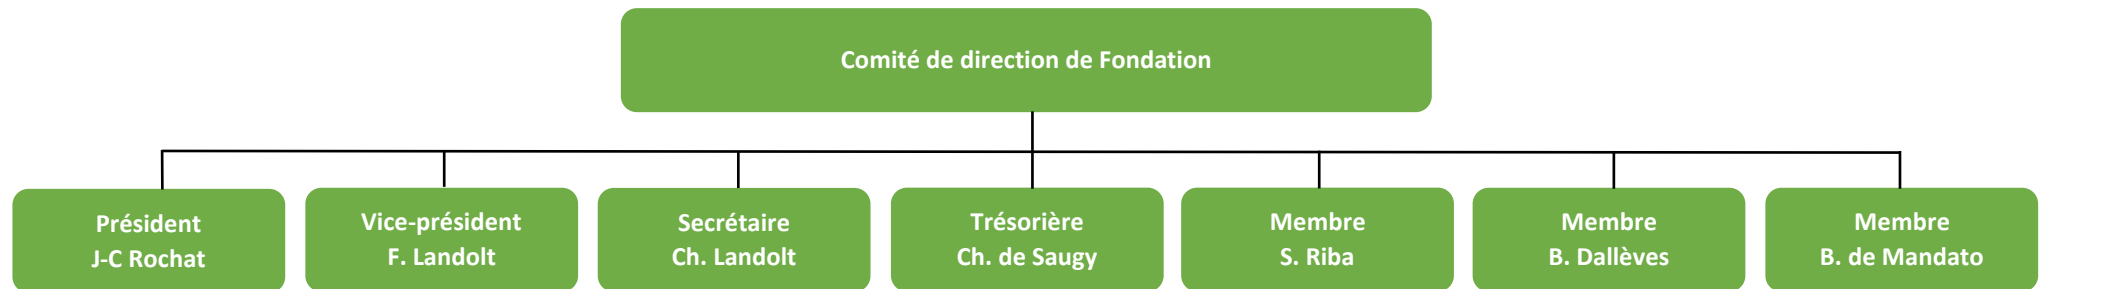 Comité de direction de Fondation
Président
J-C Rochat
Vice-président
F. Landolt
Secrétaire
Ch. Landolt
Trésorière
Ch. de Saugy
Membre
S. Riba
Membre
B. Dallèves
Membre
B. de Mandato